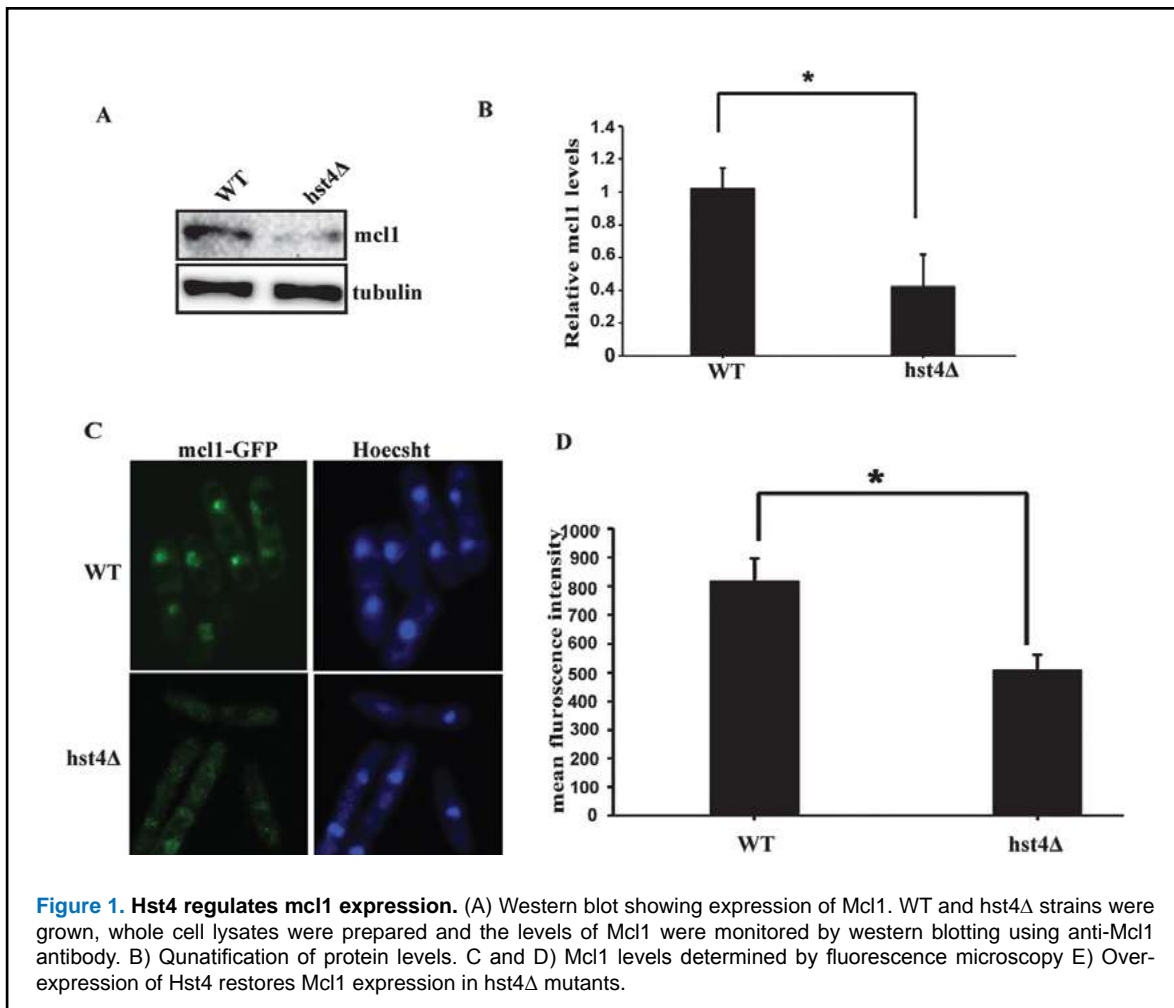 A
WT
hst4Δ
mcl1
tubulin
B
*
Relative mcl1 levels
1.4
1.2
1
0.8
0.6
0.4
0.2
0
WT
hst4Δ
C
mcl1-GFP
Hoecsht
WT
hst4Δ
D
*
mean fluroscence intensity
1000
900
800
700
600
500
400
300
200
100
0
WT
hst4Δ
Figure 1. Hst4 regulates mcl1 expression. (A) Western blot showing expression of Mcl1. WT and hst4Δ strains were
grown, whole cell lysates were prepared and the levels of Mcl1 were monitored by western blotting using anti-Mcl1
antibody. B) Qunatification of protein levels. C and D) Mcl1 levels determined by fluorescence microscopy E) Over-
expression of Hst4 restores Mcl1 expression in hst4Δ mutants.